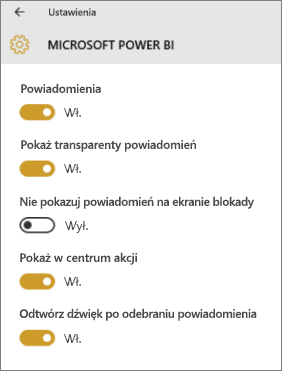 Ustawienia
MICROSOFT POWER BI
Powiadomienia
Wł.
Pokaż transparenty powiadomień
Wł.
Nie pokazuj powiadomień na ekranie blokady
Wył.
Pokaż w centrum akcji
Wł.
Odtwórz dźwięk po odebraniu powiadomienia
Wł.